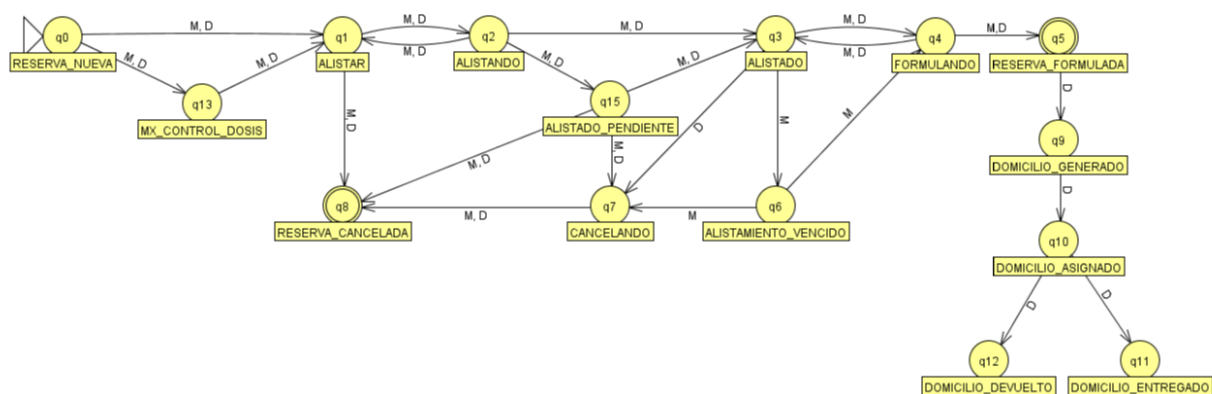 M, D
M, D
M, D
M, D
M,D
q0
q1
q2
q3
q4
q5
RESERVA_NUEVA
ALISTAR
ALISTANDO
ALISTADO
FORMULANDO
RESERVA_FORMULADA
M, D
M, D
M, D
M, D
M, D
M, D
D
q13
q15
MX_CONTROL_DOSIS
ALISTADO_PENDIENTE
M, D
D
M
M
q9
DOMICILIO_GENERADO
M, D
M, D
D
q8
q7
q6
M, D
M
RESERVA_CANCELADA
CANCELANDO
ALISTAMIENTO_VENCIDO
q10
DOMICILIO_ASIGNADO
D
D
q12
q11
DOMICILIO_DEVUELTO
DOMICILIO_ENTREGADO